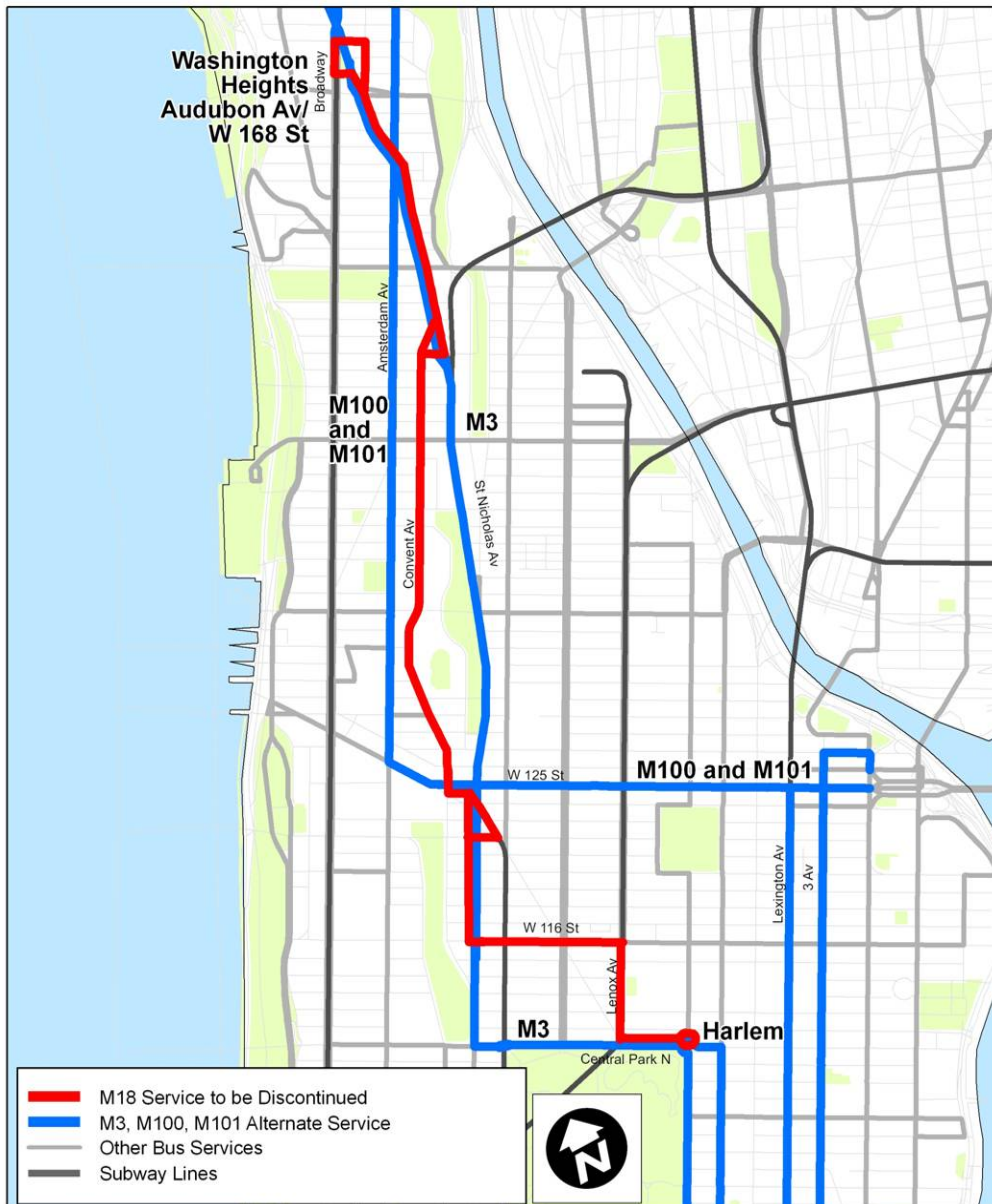 Washington
Heights
Audubon Av/
W 168 St
Broadway
Amsterdam Av
M100
and
M101
M3
St Nicholas Av
Convent Av
W 125 St
M100 and M101
Lexington Av
3 Av
W 116 St
Lenox Av
M3
Harlem
Central Park N
M18 Service to be Discontinued
M3, M100, M101 Alternate Service
Other Bus Services
Subway Lines
N